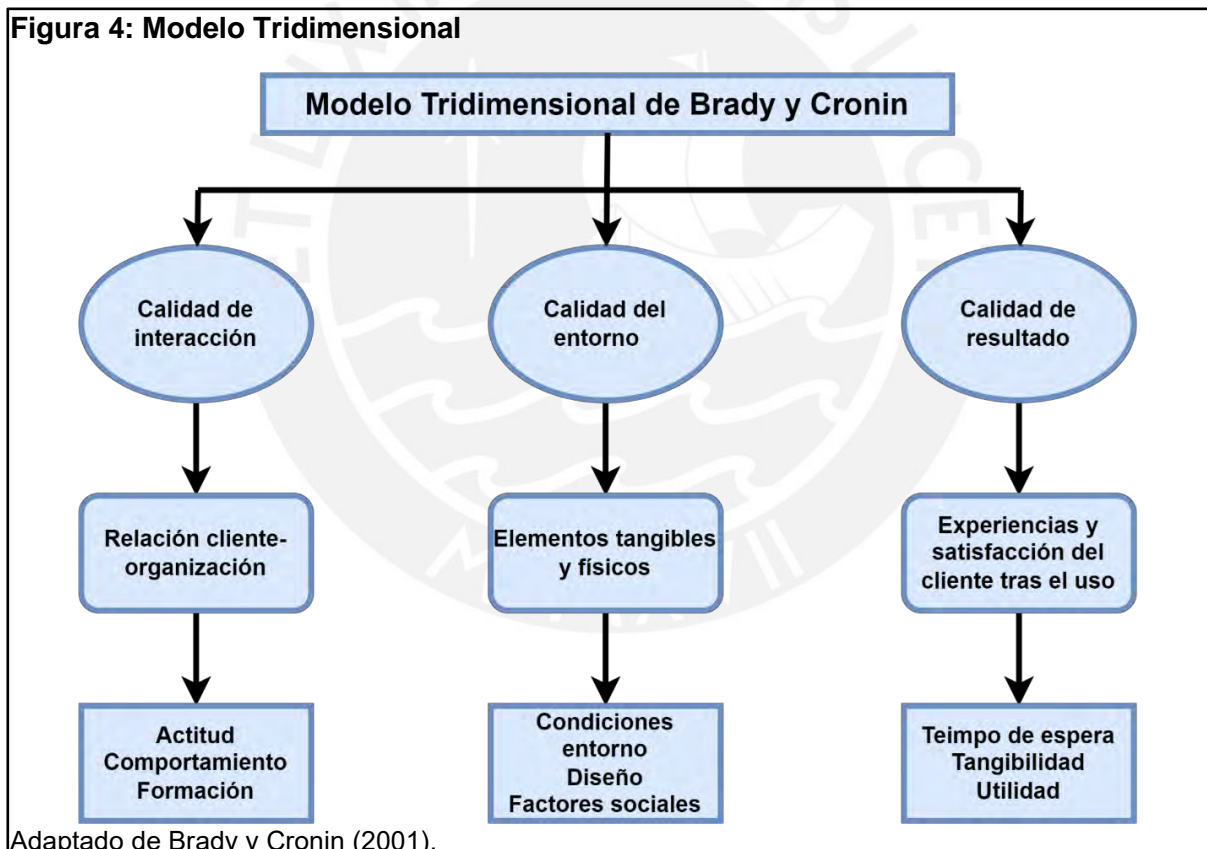 Figura 4: Modelo Tridimensional
Modelo Tridimensional de Brady y Cronin
Calidad de
interacción
Calidad del
entorno
Calidad de
resultado
Relación cliente-
organización
Elementos tangibles
y físicos
Experiencias y
satisfacción del
cliente tras el uso
Actitud
Comportamiento
Formación
Condiciones
entorno
Diseño
Factores sociales
Teimpo de espera
Tangibilidad
Utilidad
Adaptado de Brady y Cronin (2001).